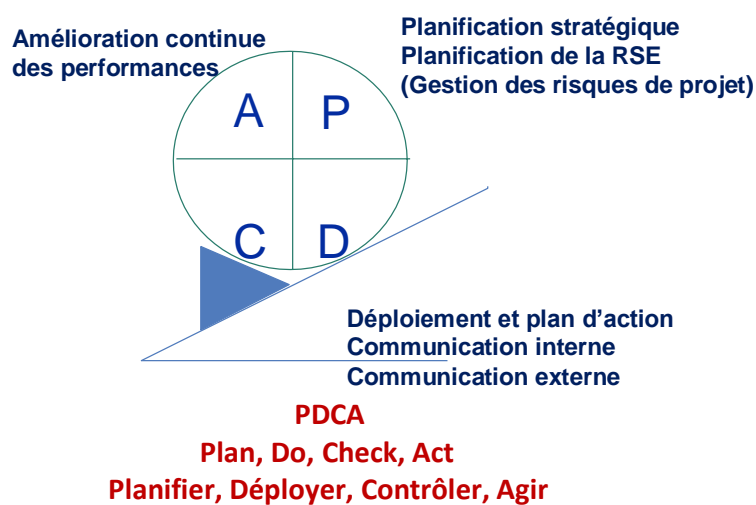 Amélioration continue
des performances
Planification stratégique
Planification de la RSE
(Gestion des risques de projet)
A P
C D
Déploiement et plan d’action
Communication interne
Communication externe
PDCA
Plan, Do, Check, Act
Planifier, Déployer, Contrôler, Agir